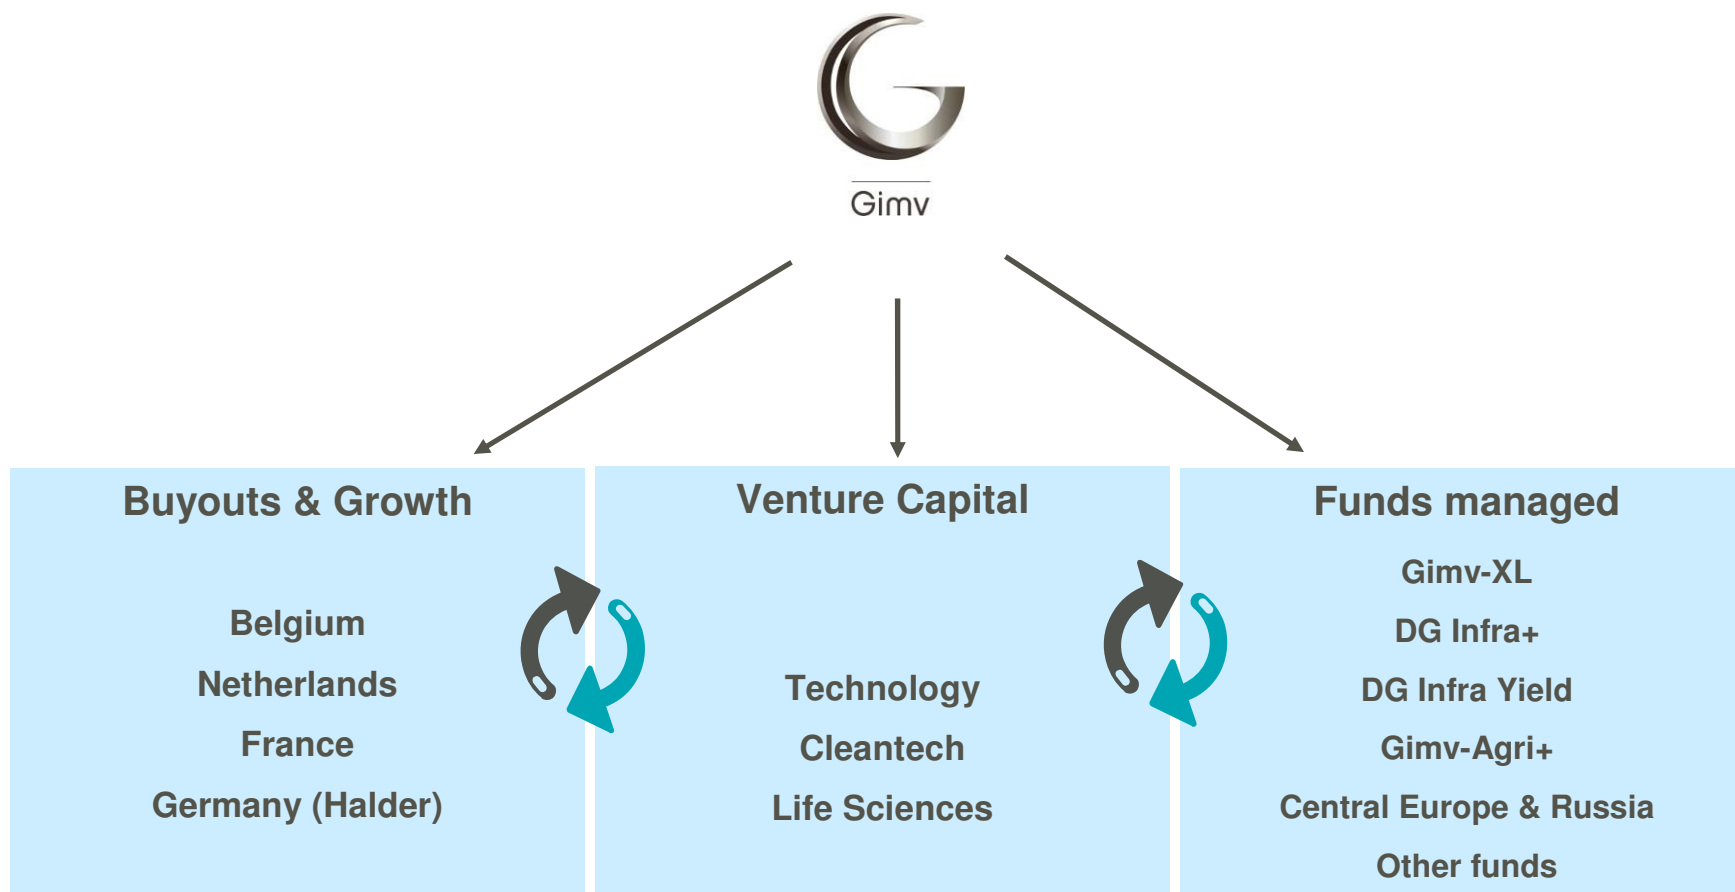 Gimv
Buyouts & Growth
Belgium
Netherlands
France
Germany (Halder)
Venture Capital
Technology
Cleantech
Life Sciences
Funds managed
Gimv-XL
DG Infra+
DG Infra Yield
Gimv-Agri+
Central Europe & Russia
Other funds